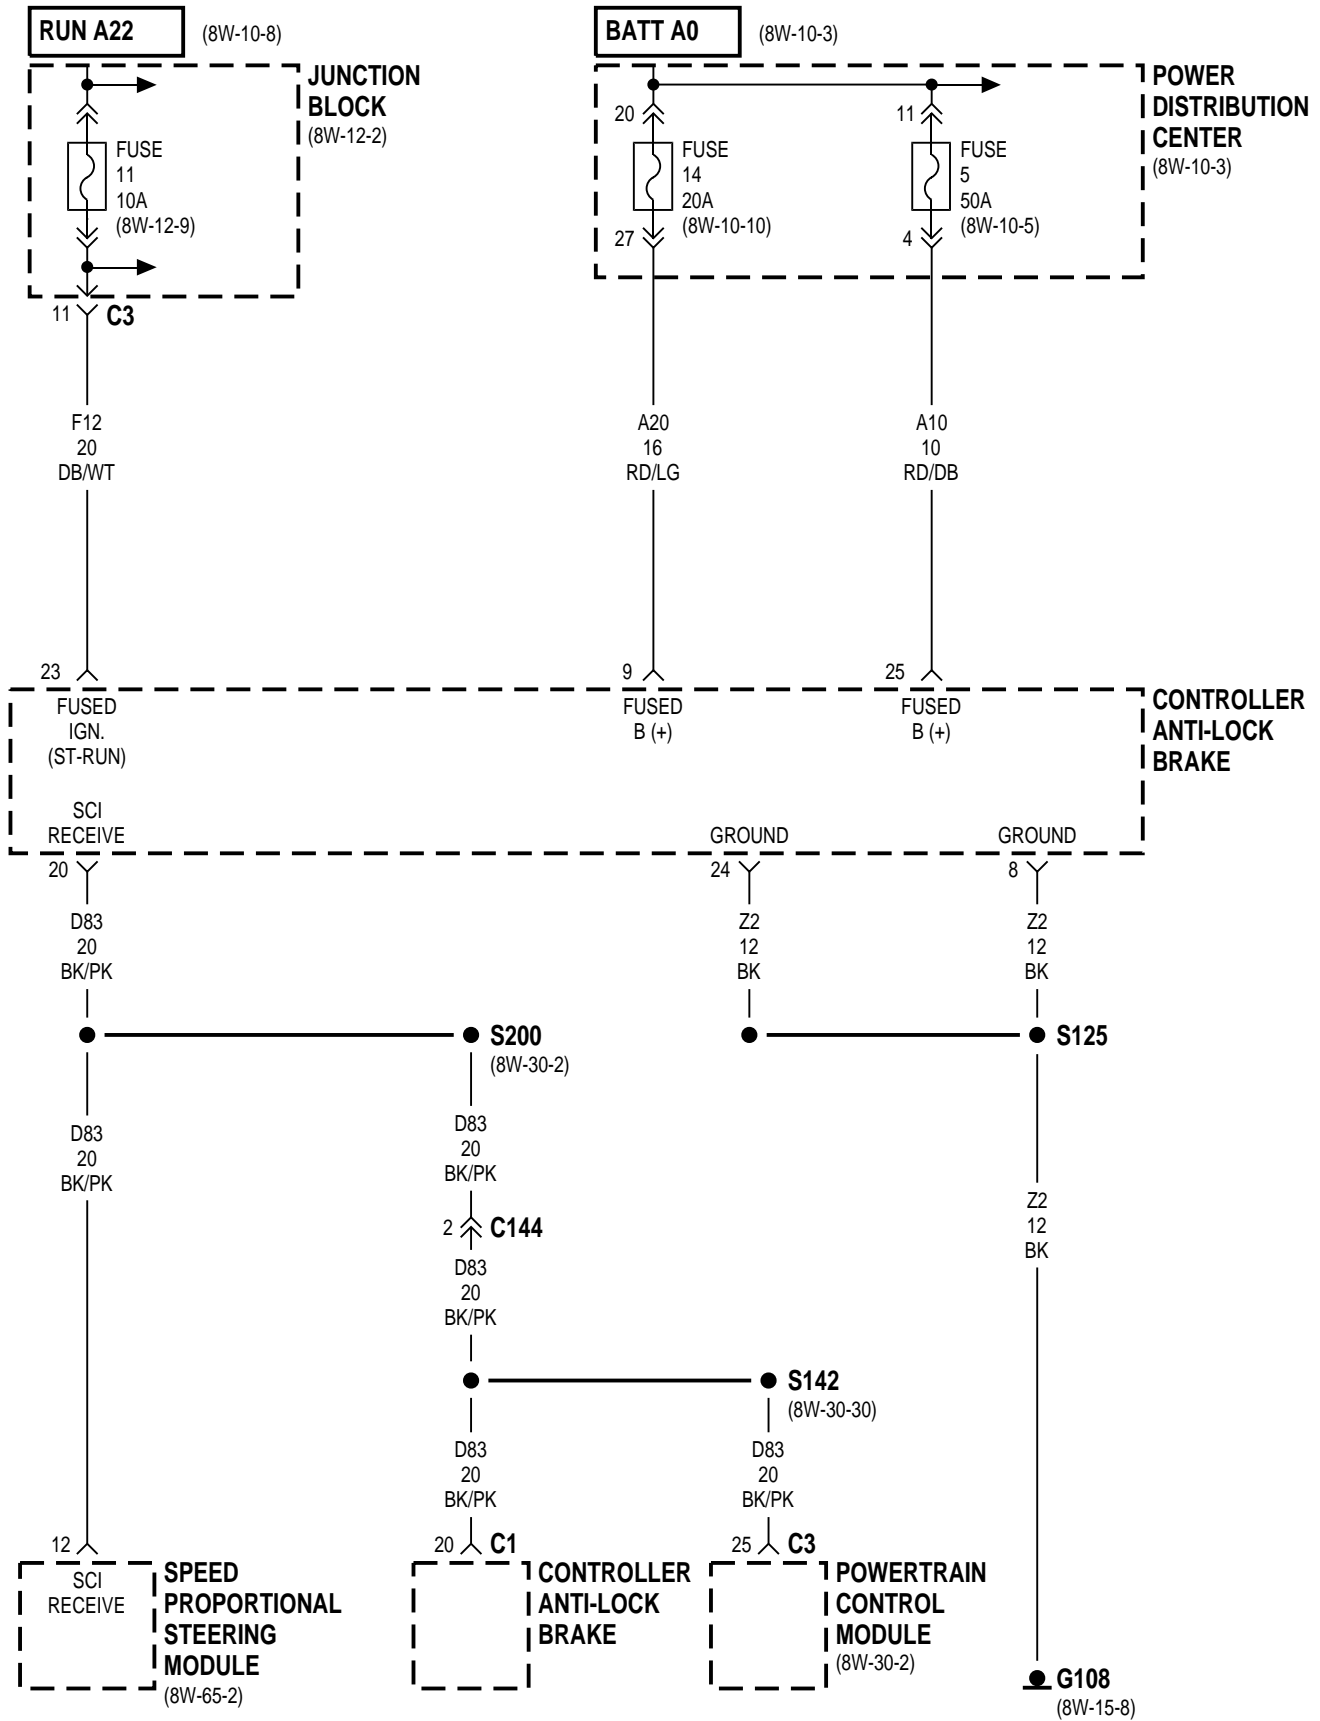 RUN A22
(8W-10-8)
BATT A0
(8W-10-3)
JUNCTION
BLOCK
(8W-12-2)
FUSE
11
10A
(8W-12-9)
11
C3
POWER
DISTRIBUTION
CENTER
(8W-10-3)
20
FUSE
14
20A
(8W-10-10)
27
11
FUSE
5
50A
(8W-10-5)
4
F12
20
DB/WT
A20
16
RD/LG
A10
10
RD/DB
23
9
25
FUSED
IGN.
(ST-RUN)
FUSED
B (+)
FUSED
B (+)
CONTROLLER
ANTI-LOCK
BRAKE
SCI
RECEIVE
GROUND
GROUND
20
24
8
D83
20
BK/PK
Z2
12
BK
Z2
12
BK
S200
(8W-30-2)
S125
D83
20
BK/PK
D83
20
BK/PK
2
C144
D83
20
BK/PK
Z2
12
BK
S142
(8W-30-30)
D83
20
BK/PK
D83
20
BK/PK
12
20
C1
25
C3
SCI
RECEIVE
SPEED
PROPORTIONAL
STEERING
MODULE
(8W-65-2)
CONTROLLER
ANTI-LOCK
BRAKE
POWERTRAIN
CONTROL
MODULE
(8W-30-2)
G108
(8W-15-8)